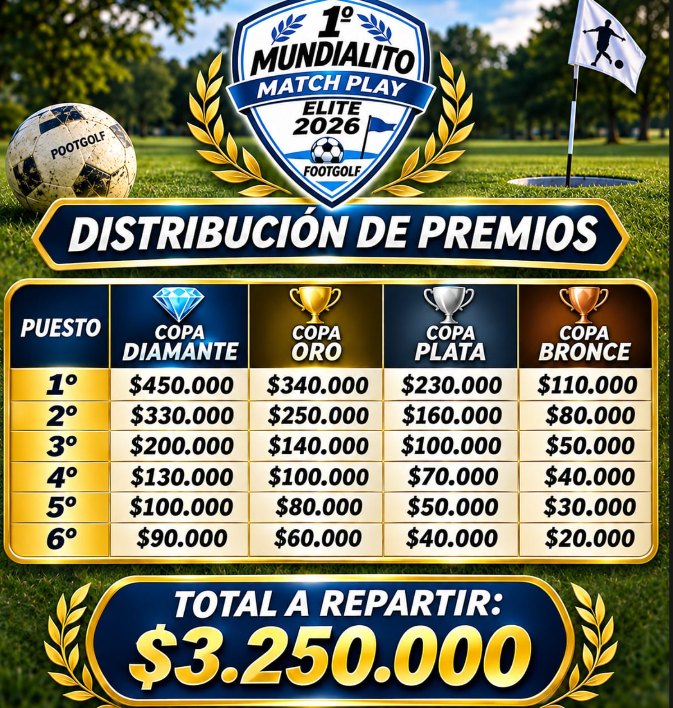 1º
MUNDIALITO
MATCH PLAY
ELITE
2026
FOOTGOLF
POOTGOLF
DISTRIBUCIÓN DE PREMIOS
PUESTO COPA DIAMANTE COPA ORO COPA PLATA COPA BRONCE
1º $450.000 $340.000 $230.000 $110.000
2º $330.000 $250.000 $160.000 $80.000
3º $200.000 $140.000 $100.000 $50.000
4º $130.000 $100.000 $70.000 $40.000
5º $100.000 $80.000 $50.000 $30.000
6º $90.000 $60.000 $40.000 $20.000
TOTAL A REPARTIR:
$3.250.000